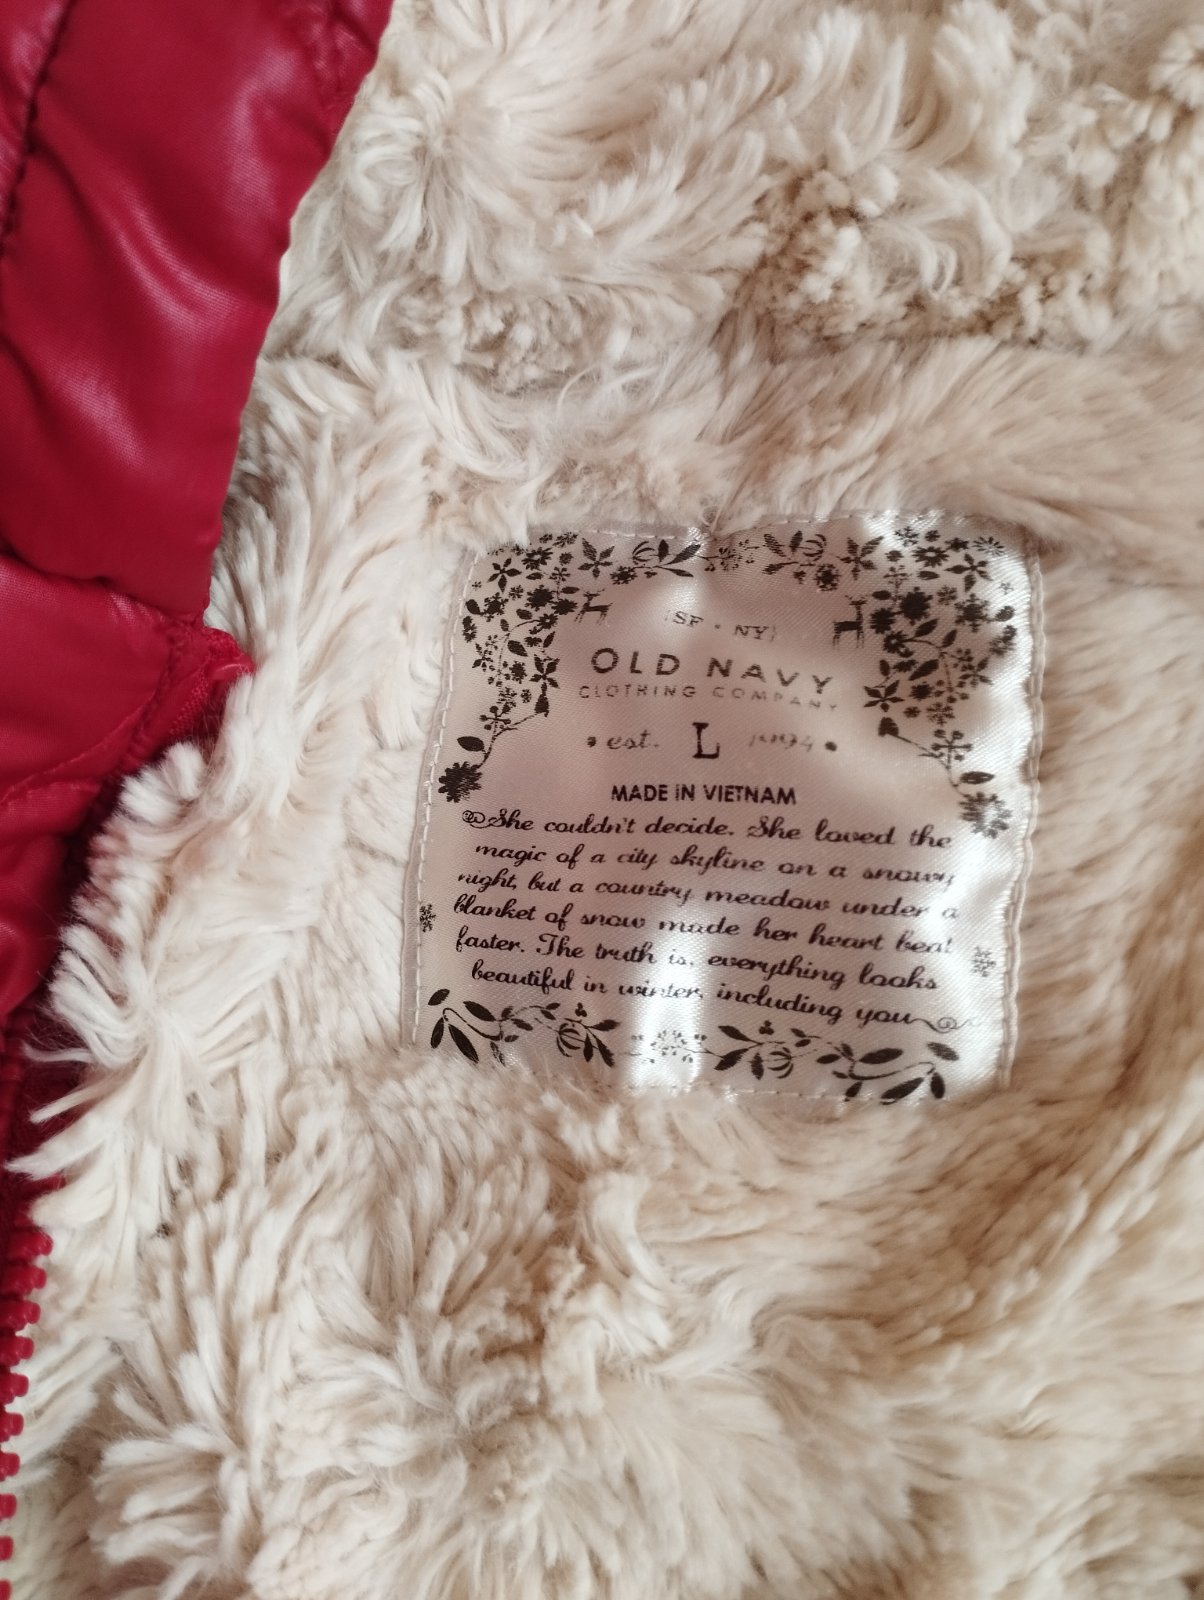 (SF • NY)
OLD NAVY
CLOTHING COMPANY
• est. L 1994 •
MADE IN VIETNAM
She couldn't decide. She loved the
magic of a city skyline on a snowy
night, but a country meadow under a
blanket of snow made her heart beat
faster. The truth is, everything looks
beautiful in winter, including you